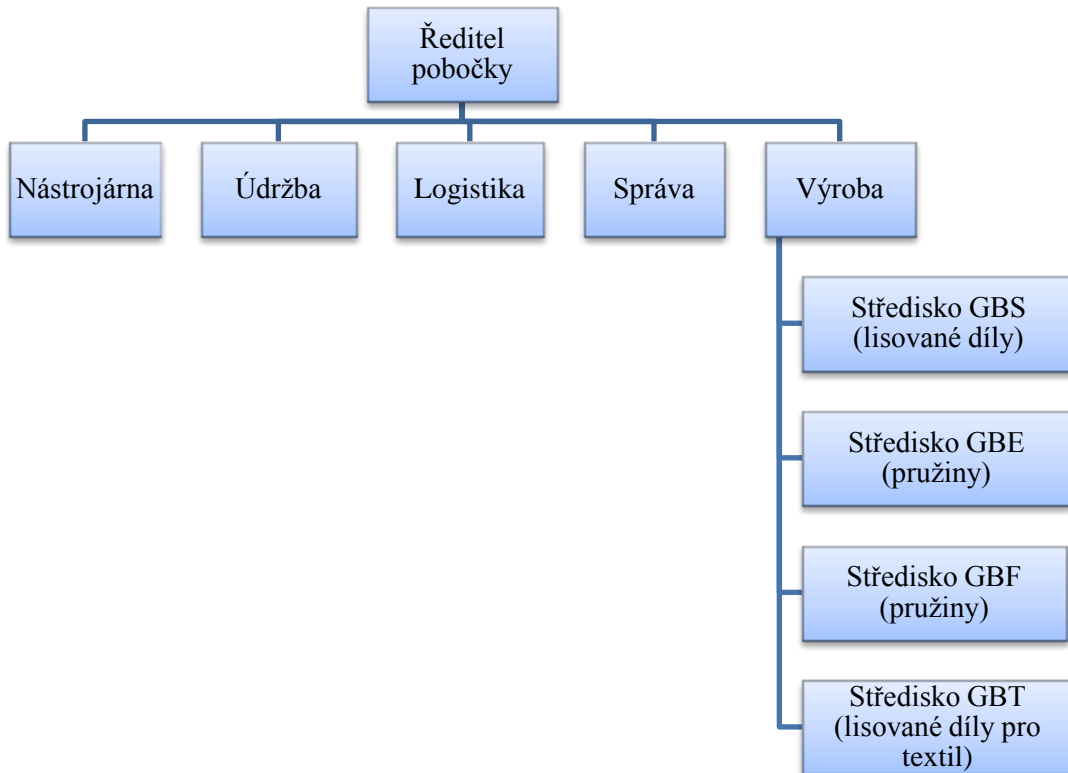 Ředitel
pobočky
Nástrojárna
Údržba
Logistika
Správa
Výroba
Středisko GBS
(lisované díly)
Středisko GBE
(pružiny)
Středisko GBF
(pružiny)
Středisko GBT
(lisované díly pro
textil)